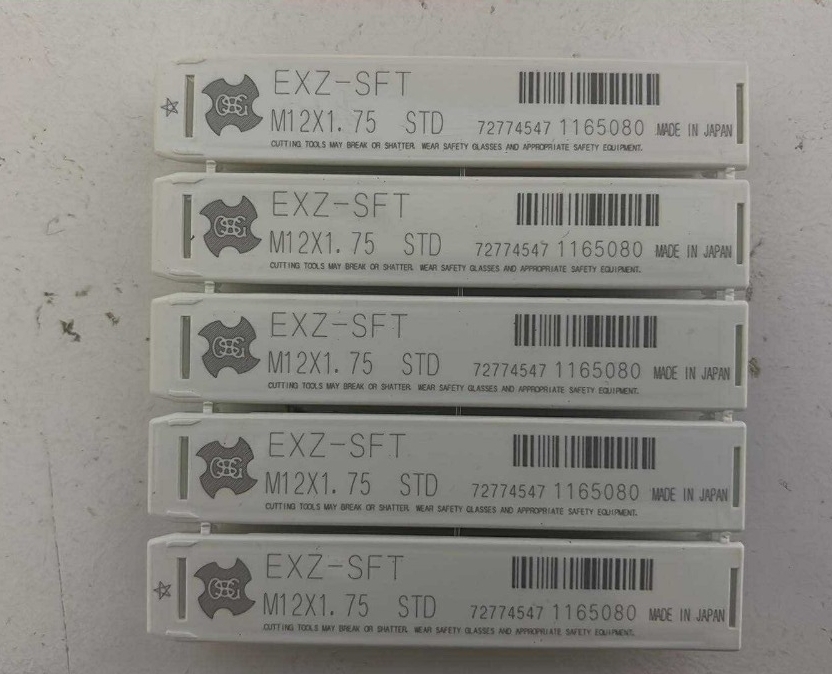 EXZ-SFT
OSG M12X1.75 STD 72774547 1165080 MADE IN JAPAN
CUTTING TOOLS MAY BREAK OR SHATTER. WEAR SAFETY GLASSES AND APPROPRIATE SAFETY EQUIPMENT.
EXZ-SFT
OSG M12X1.75 STD 72774547 1165080 MADE IN JAPAN
CUTTING TOOLS MAY BREAK OR SHATTER. WEAR SAFETY GLASSES AND APPROPRIATE SAFETY EQUIPMENT.
EXZ-SFT
OSG M12X1.75 STD 72774547 1165080 MADE IN JAPAN
CUTTING TOOLS MAY BREAK OR SHATTER. WEAR SAFETY GLASSES AND APPROPRIATE SAFETY EQUIPMENT.
EXZ-SFT
OSG M12X1.75 STD 72774547 1165080 MADE IN JAPAN
CUTTING TOOLS MAY BREAK OR SHATTER. WEAR SAFETY GLASSES AND APPROPRIATE SAFETY EQUIPMENT.
EXZ-SFT
OSG M12X1.75 STD 72774547 1165080 MADE IN JAPAN
CUTTING TOOLS MAY BREAK OR SHATTER. WEAR SAFETY GLASSES AND APPROPRIATE SAFETY EQUIPMENT.